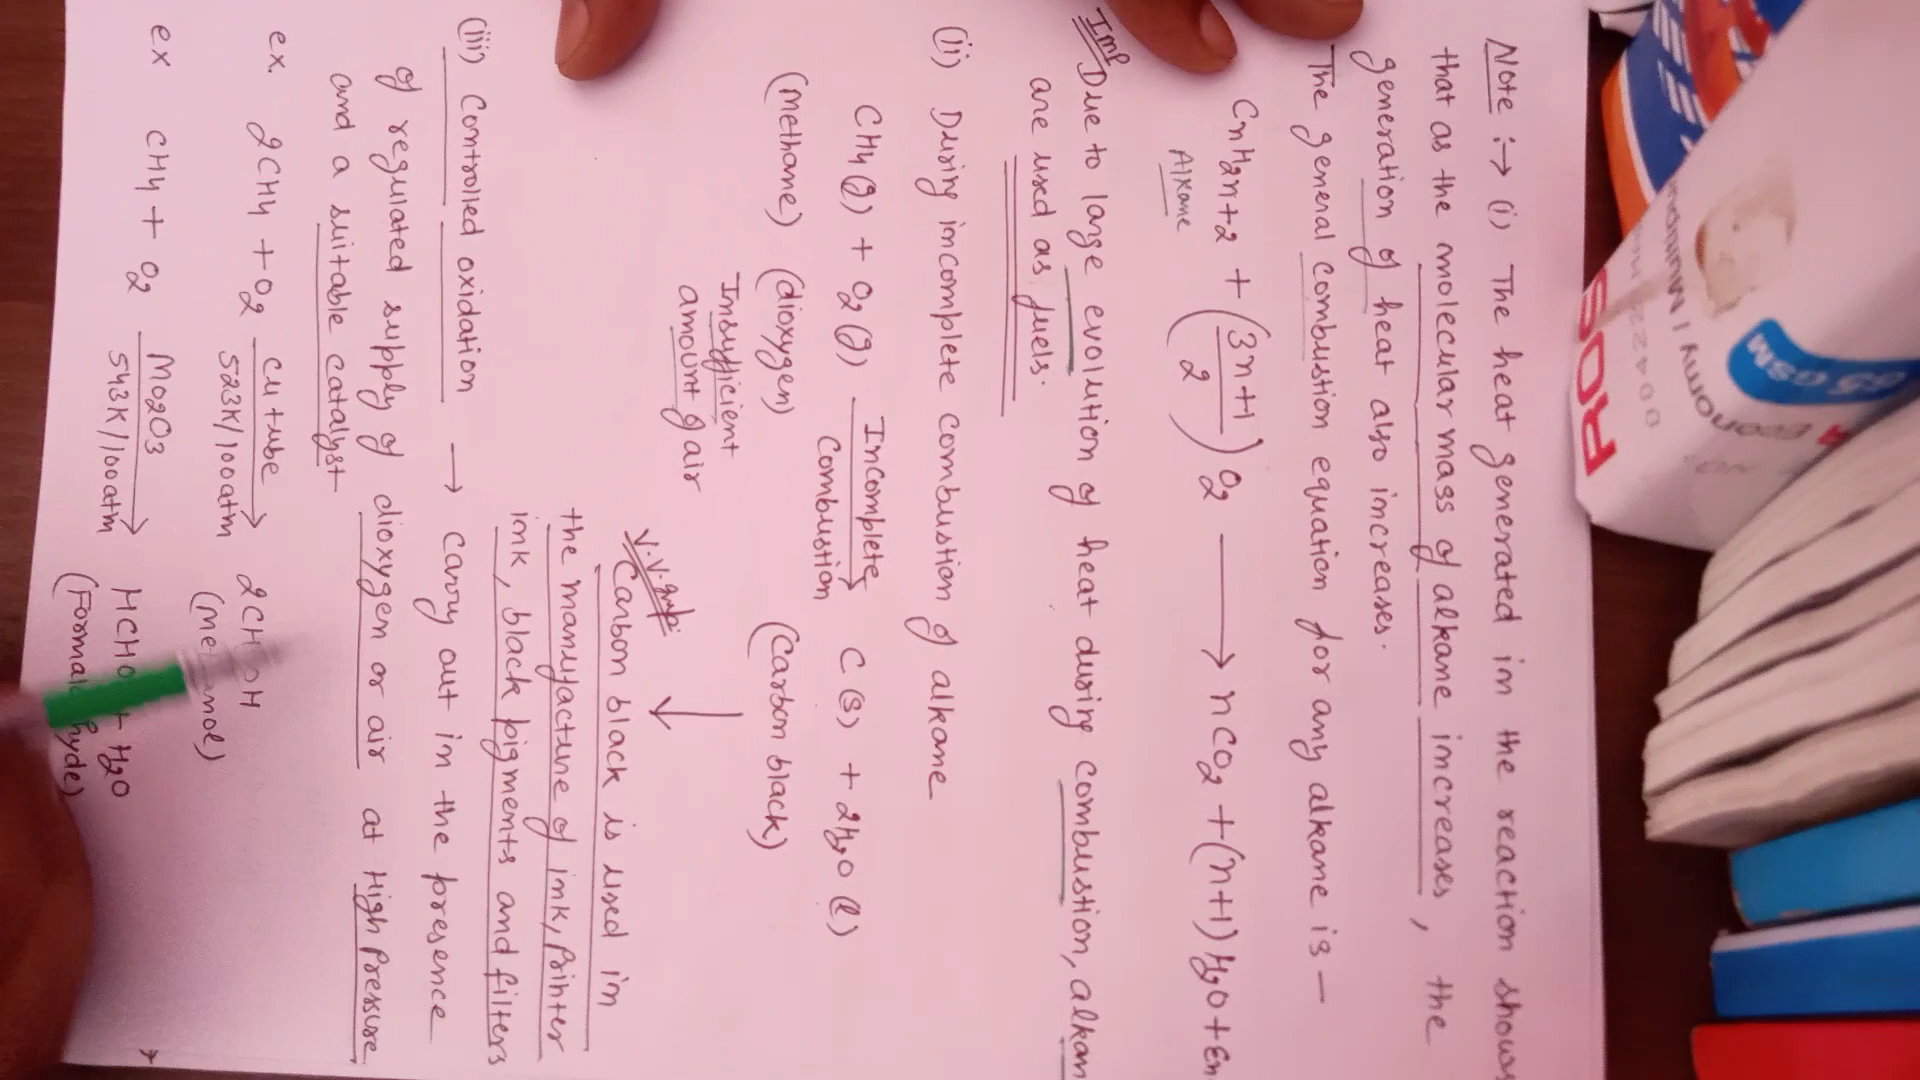 Note :→ (i) The heat generated in the reaction shows
that as the molecular mass of alkane increases, the
generation of heat also increases.
The general combustion equation for any alkane is —
CnH2n+2 + (3n+1/2) O2 → nCO2 + (n+1) H2O + En
Alkane
Imp Due to large evolution of heat during combustion, alkan
are used as fuels.
(ii) During incomplete combustion of alkane
CH4(g) + O2(g) Incomplete Combustion → C(s) + 2H2O(l)
(Methane) (dioxygen) (Carbon black)
Insufficient
amount of air
V.V.Imp.
Carbon black is used in
the manufacture of ink, Printer
ink, black pigments and filters
(iii) Controlled oxidation → Carry out in the presence
of regulated supply of dioxygen or air at High Pressure
and a suitable catalyst
ex. 2CH4 + O2 Cu tube 523K/100atm → 2CH OH
ex CH4 + O2 Mo2O3 543K/100atm → HCHO + H2O
65 GSM